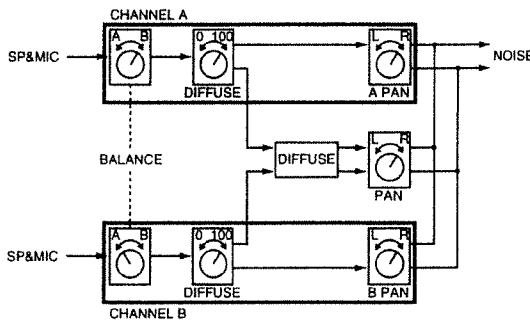 CHANNEL A
A B
0 100
L R
SP&MIC
NOISE
DIFFUSE
A PAN
L R
BALANCE
DIFFUSE
PAN
A B
0 100
L R
SP&MIC
DIFFUSE
B PAN
CHANNEL B